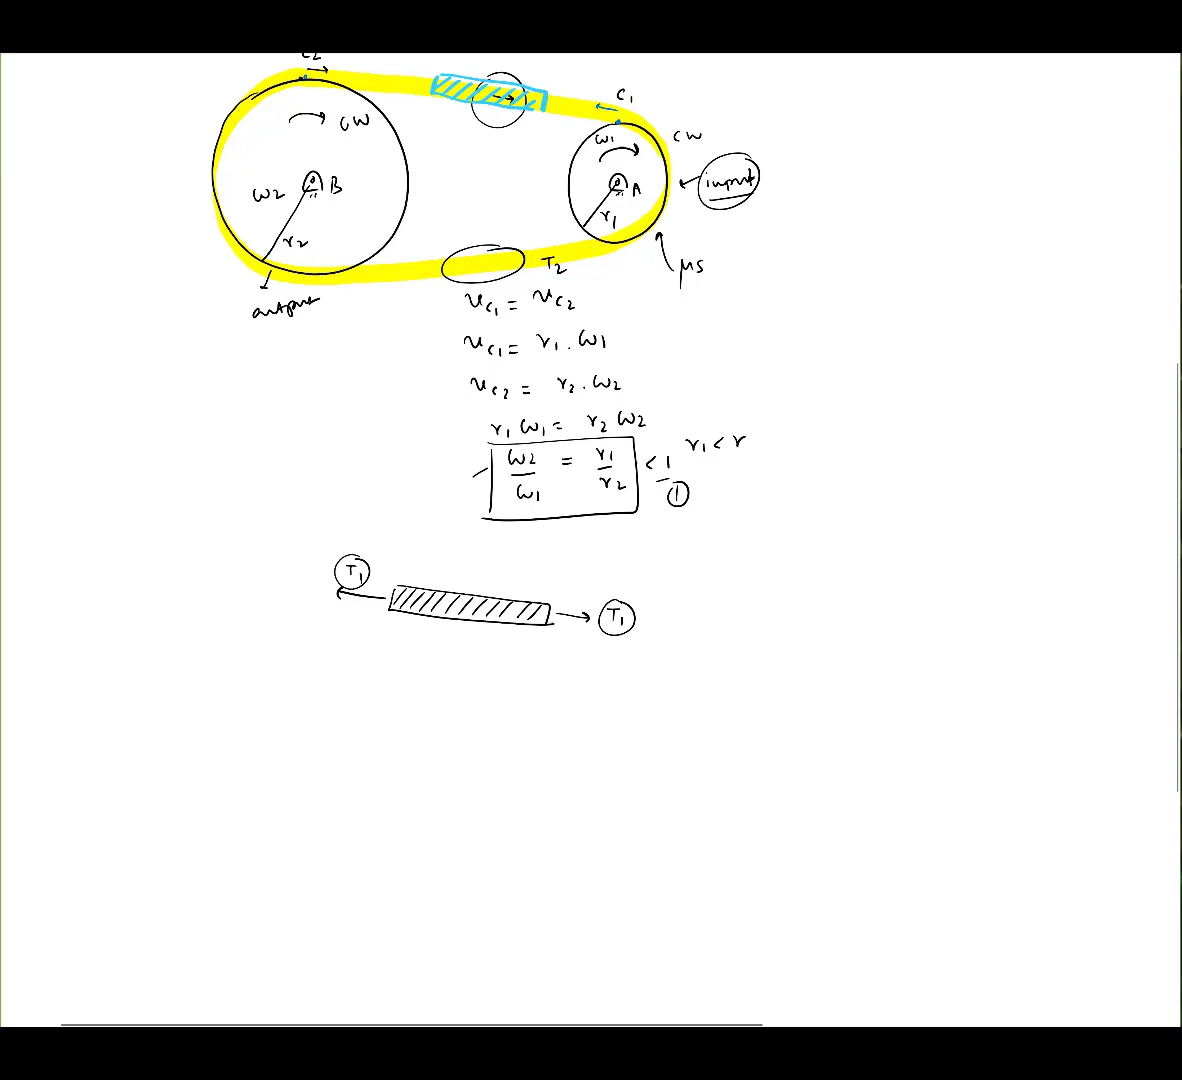 C2
C1
CW
ω1
CW
ω2
B
A
input
r1
r2
T2
μs
output
vC1 = vC2
vC1 = r1 . ω1
vC2 = r2 . ω2
r1 ω1 = r2 ω2
ω2/ω1 = r1/r2 < 1 r1 < r
1
T1
T1